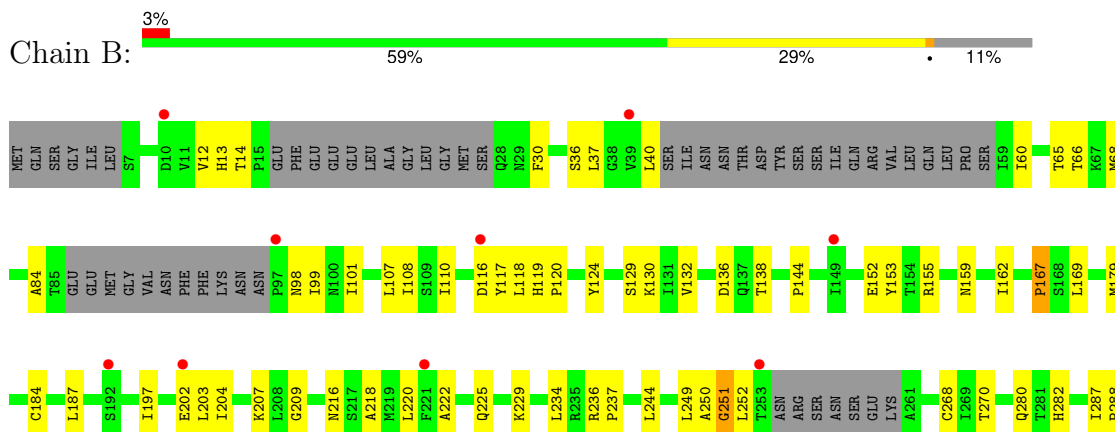 3%
Chain B:
59% 29% • 11%
MET GLN SER GLY ILE LEU S7 D10 V11 V12 H13 T14 P15 GLU PHE GLU GLU GLU LEU ALA GLY LEU GLY MET SER Q28 N29 F30 S36 L37 G38 V39 L40 SER ILE ASN ASN THR ASP TYR SER SER ILE GLN ARG VAL LEU GLN LEU PRO SER I59 I60 T65 T66 K67 M68
A84 T85 GLU GLU MET GLY VAL ASN PHE PHE LYS ASN ASN P97 N98 I99 N100 I101 L107 I108 S109 I110 D116 Y117 L118 H119 P120 Y124 S129 K130 I131 V132 D136 Q137 T138 P144 I149 E152 Y153 T154 R155 N159 I162 P167 S168 L169 M179
C184 L187 S192 I197 E202 L203 I204 K207 L208 G209 N216 S217 A218 M219 L220 F221 A222 Q225 K229 L234 R235 R236 P237 L244 L249 A250 G251 L252 T253 ASN ARG SER ASN SER GLU LYS A261 C268 I269 T270 Q280 T281 H282 I287